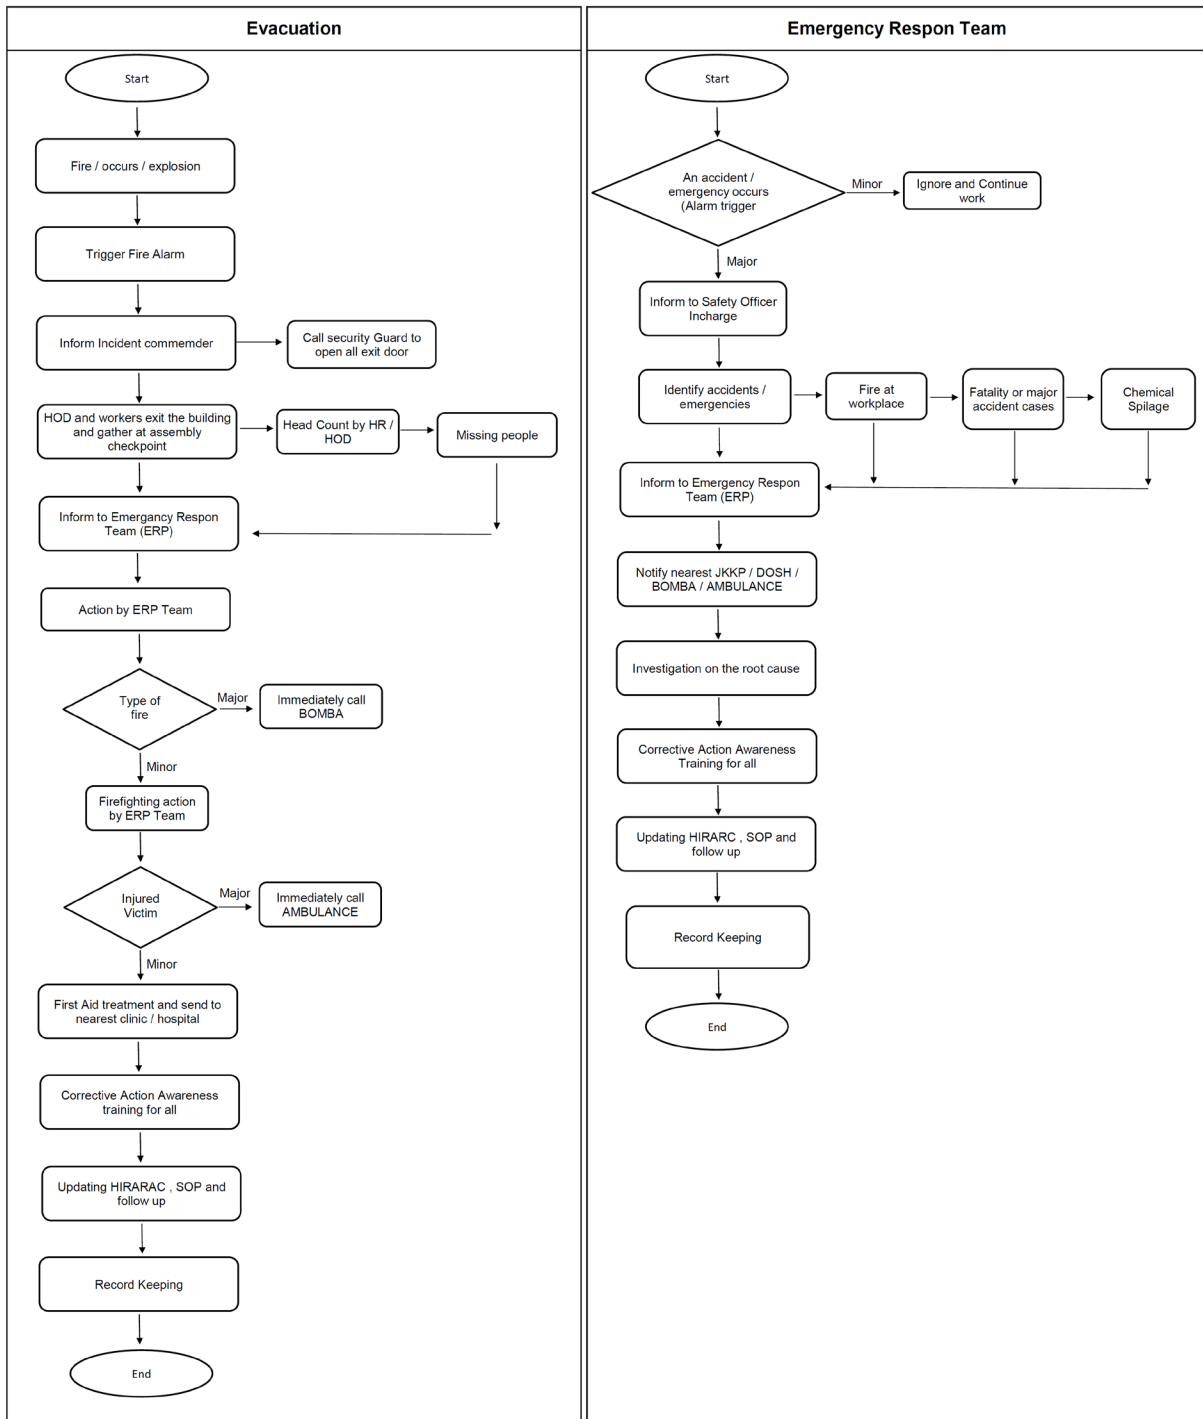 Evacuation
Start
Fire / occurs / explosion
Trigger Fire Alarm
Inform Incident commemder
Call security Guard to
open all exit door
HOD and workers exit the building
and gather at assembly
checkpoint
Head Count by HR /
HOD
Missing people
Inform to Emergancy Respon
Team (ERP)
Action by ERP Team
Type of
fire
Major
Immediately call
BOMBA
Minor
Firefighting action
by ERP Team
Injured
Victim
Major
Immediately call
AMBULANCE
Minor
First Aid treatment and send to
nearest clinic / hospital
Corrective Action Awareness
training for all
Updating HIRARAC , SOP and
follow up
Record Keeping
End
Emergency Respon Team
Start
An accident /
emergency occurs
(Alarm trigger
Minor
Ignore and Continue
work
Major
Inform to Safety Officer
Incharge
Identify accidents /
emergencies
Fire at
workplace
Fatality or major
accident cases
Chemical
Spilage
Inform to Emergency Respon
Team (ERP)
Notify nearest JKKP / DOSH /
BOMBA / AMBULANCE
Investigation on the root cause
Corrective Action Awareness
Training for all
Updating HIRARC , SOP and
follow up
Record Keeping
End